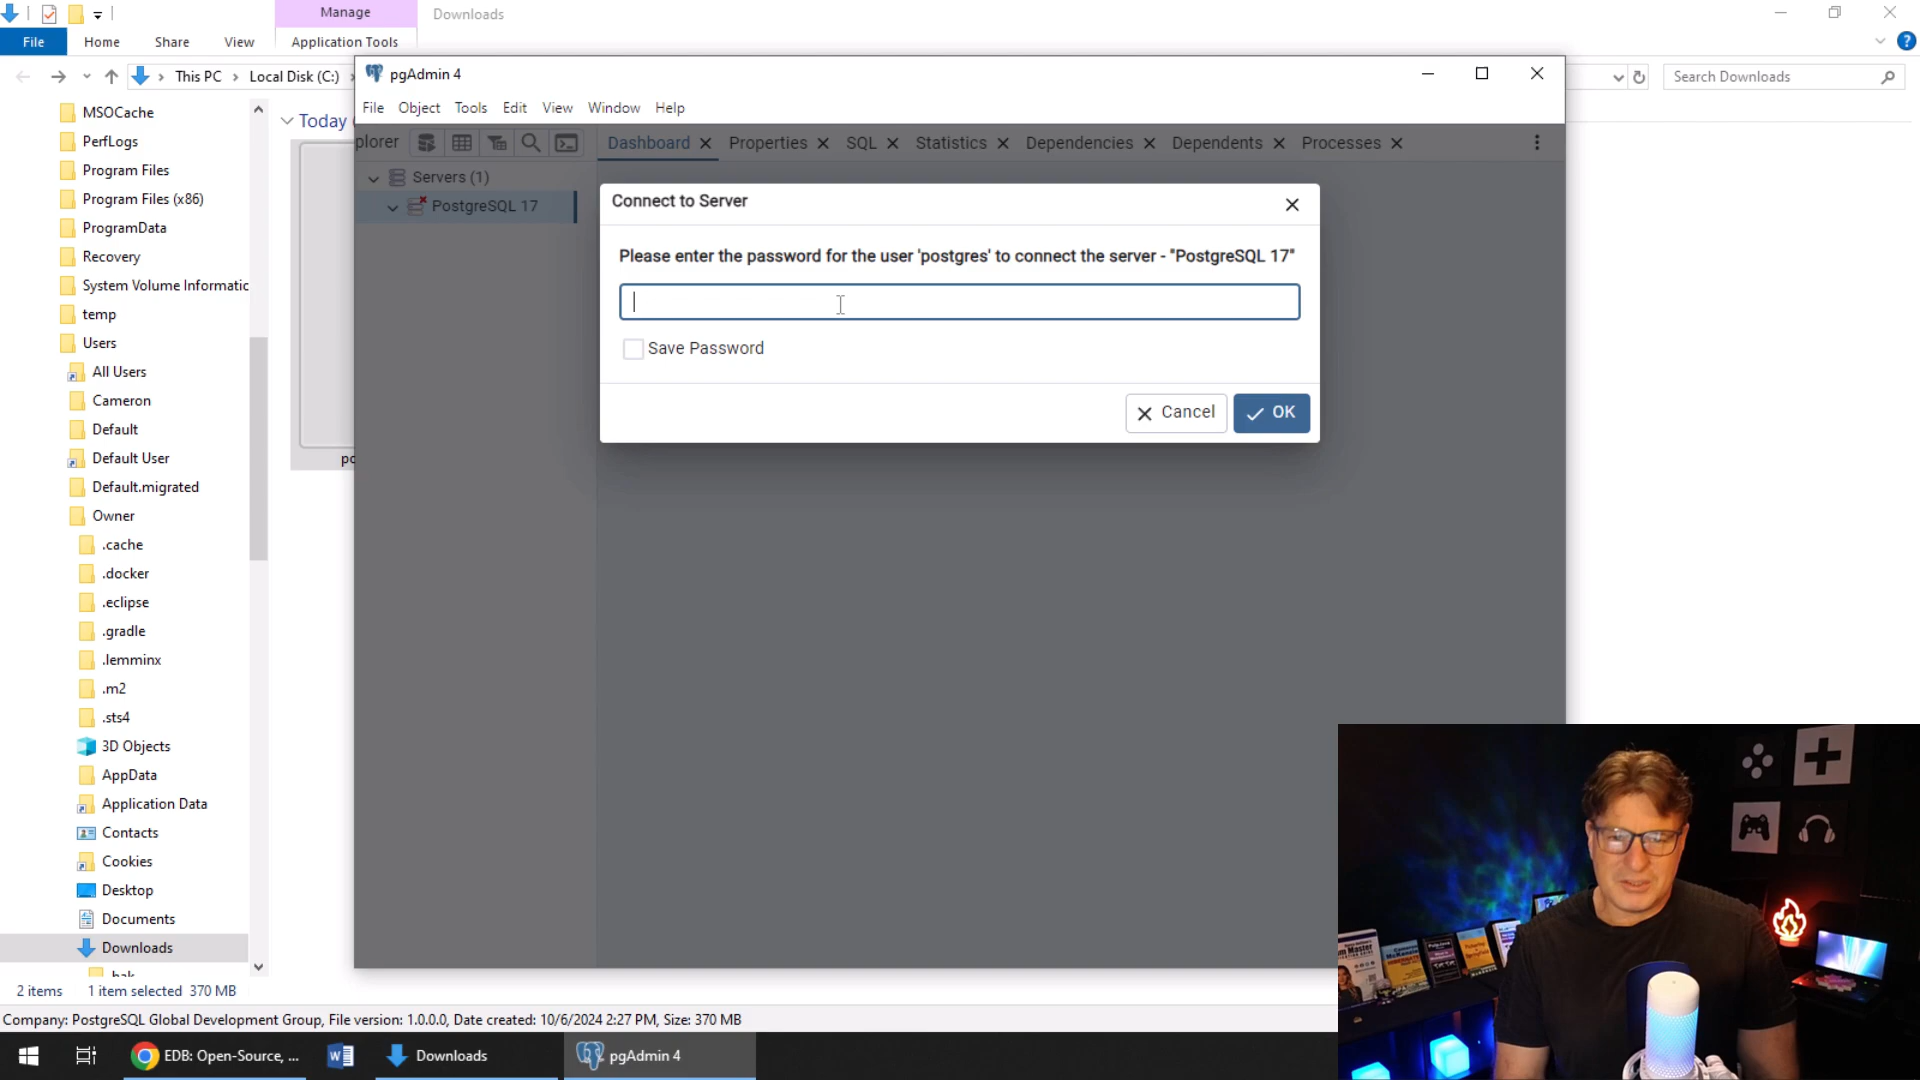 Manage
Downloads
File
Home
Share
View
Application Tools
This PC
Local Disk (C:)
Search Downloads
MSOCache
PerfLogs
Program Files
Program Files (x86)
ProgramData
Recovery
System Volume Informatic
temp
Users
All Users
Cameron
Default
Default User
Default.migrated
Owner
.cache
.docker
.eclipse
.gradle
.lemminx
.m2
.sts4
3D Objects
AppData
Application Data
Contacts
Cookies
Desktop
Documents
Downloads
bak
Today (
po
pgAdmin 4
File Object Tools Edit View Window Help
plorer
Dashboard
Properties
SQL
Statistics
Dependencies
Dependents
Processes
Servers (1)
PostgreSQL 17
Connect to Server
Please enter the password for the user 'postgres' to connect the server - "PostgreSQL 17"
Save Password
Cancel
OK
2 items
1 item selected 370 MB
Company: PostgreSQL Global Development Group, File version: 1.0.0.0, Date created: 10/6/2024 2:27 PM, Size: 370 MB
EDB: Open-Source, ...
Downloads
pgAdmin 4